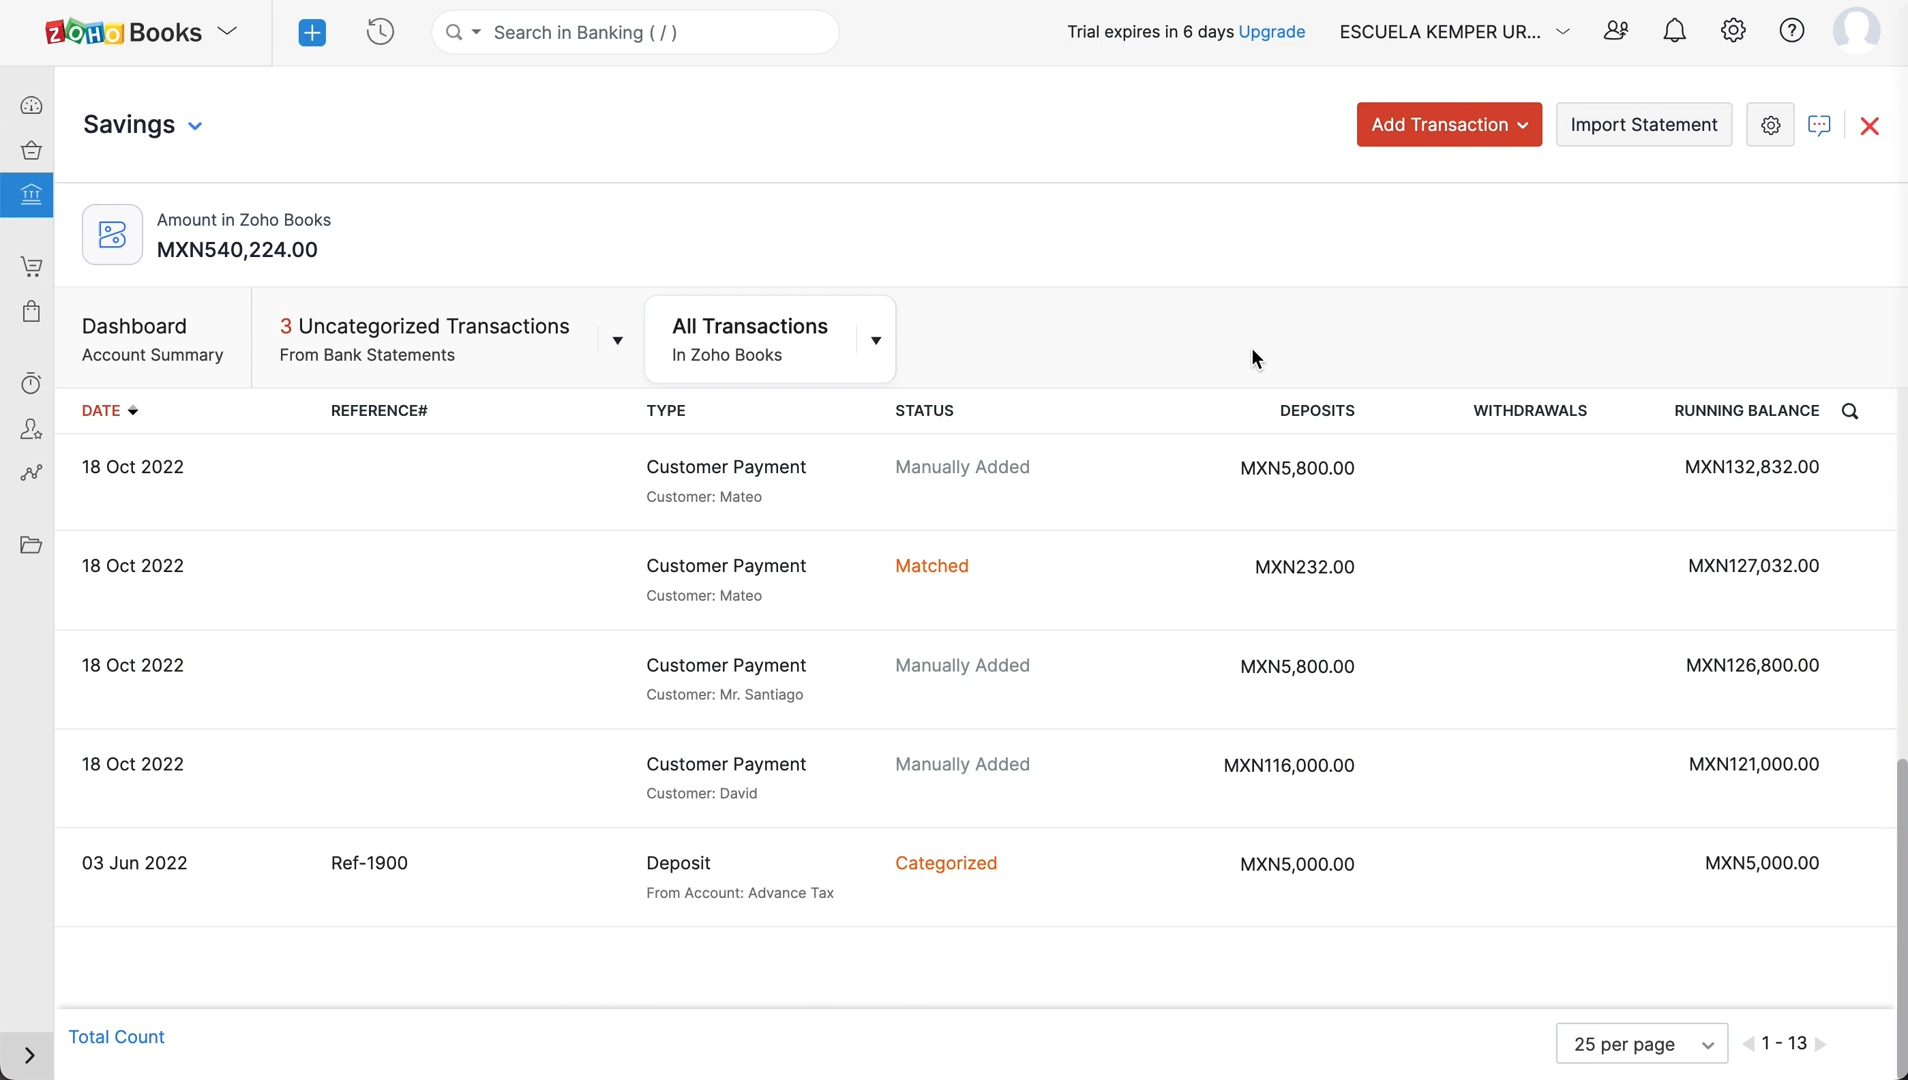 ZOHO Books
Search in Banking ( / )
Trial expires in 6 days Upgrade
ESCUELA KEMPER UR...
Savings
Add Transaction
Import Statement
Amount in Zoho Books
MXN540,224.00
Dashboard
Account Summary
3 Uncategorized Transactions
From Bank Statements
All Transactions
In Zoho Books
DATE REFERENCE# TYPE STATUS DEPOSITS WITHDRAWALS RUNNING BALANCE
18 Oct 2022 Customer Payment Manually Added MXN5,800.00 MXN132,832.00
Customer: Mateo
18 Oct 2022 Customer Payment Matched MXN232.00 MXN127,032.00
Customer: Mateo
18 Oct 2022 Customer Payment Manually Added MXN5,800.00 MXN126,800.00
Customer: Mr. Santiago
18 Oct 2022 Customer Payment Manually Added MXN116,000.00 MXN121,000.00
Customer: David
03 Jun 2022 Ref-1900 Deposit Categorized MXN5,000.00 MXN5,000.00
From Account: Advance Tax
Total Count
25 per page
1 - 13